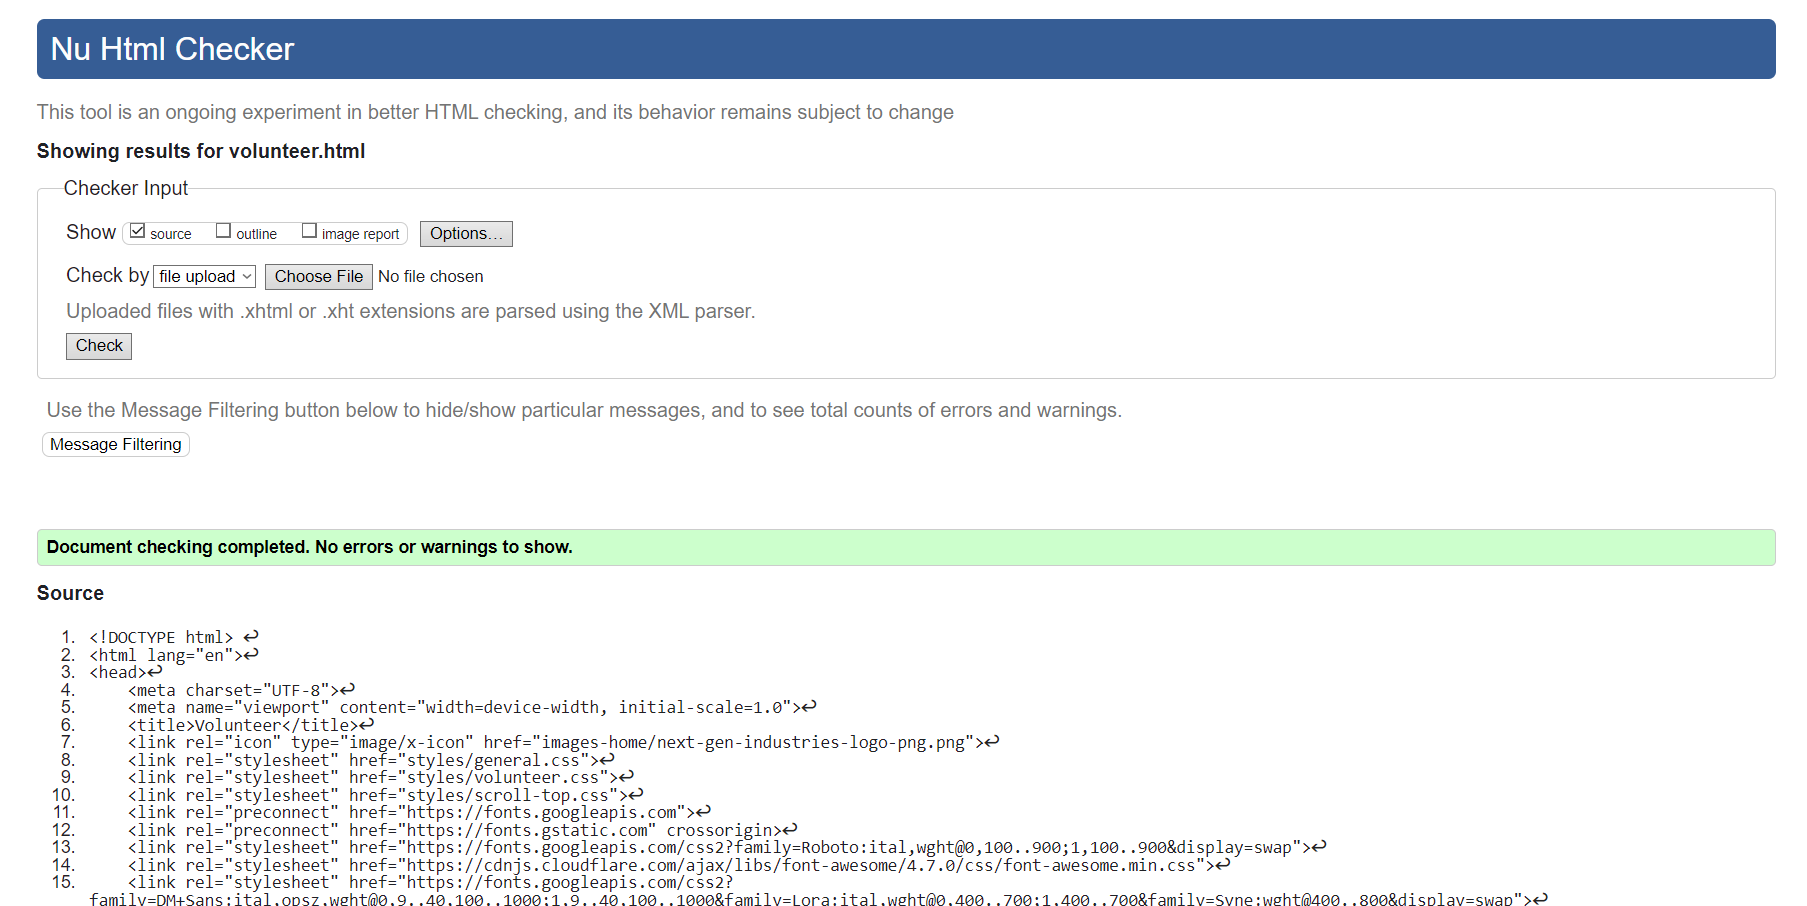 Nu Html Checker
This tool is an ongoing experiment in better HTML checking, and its behavior remains subject to change
Showing results for volunteer.html
Checker Input
Show source outline image report Options...
Check by file upload Choose File No file chosen
Uploaded files with .xhtml or .xht extensions are parsed using the XML parser.
Check
Use the Message Filtering button below to hide/show particular messages, and to see total counts of errors and warnings.
Message Filtering
Document checking completed. No errors or warnings to show.
Source
1. <!DOCTYPE html> ↩
2. <html lang="en">↩
3. <head>↩
4. <meta charset="UTF-8">↩
5. <meta name="viewport" content="width=device-width, initial-scale=1.0">↩
6. <title>Volunteer</title>↩
7. <link rel="icon" type="image/x-icon" href="images-home/next-gen-industries-logo-png.png">↩
8. <link rel="stylesheet" href="styles/general.css">↩
9. <link rel="stylesheet" href="styles/volunteer.css">↩
10. <link rel="stylesheet" href="styles/scroll-top.css">↩
11. <link rel="preconnect" href="https://fonts.googleapis.com">↩
12. <link rel="preconnect" href="https://fonts.gstatic.com" crossorigin>↩
13. <link rel="stylesheet" href="https://fonts.googleapis.com/css2?family=Roboto:ital,wght@0,100..900;1,100..900&display=swap">↩
14. <link rel="stylesheet" href="https://cdnjs.cloudflare.com/ajax/libs/font-awesome/4.7.0/css/font-awesome.min.css">↩
15. <link rel="stylesheet" href="https://fonts.googleapis.com/css2?
family=DM+Sans:ital,opsz,wght@0,9..40,100..1000;1,9..40,100..1000&family=Lora:ital,wght@0,400..700;1,400..700&family=Syne:wght@400..800&display=swap">↩